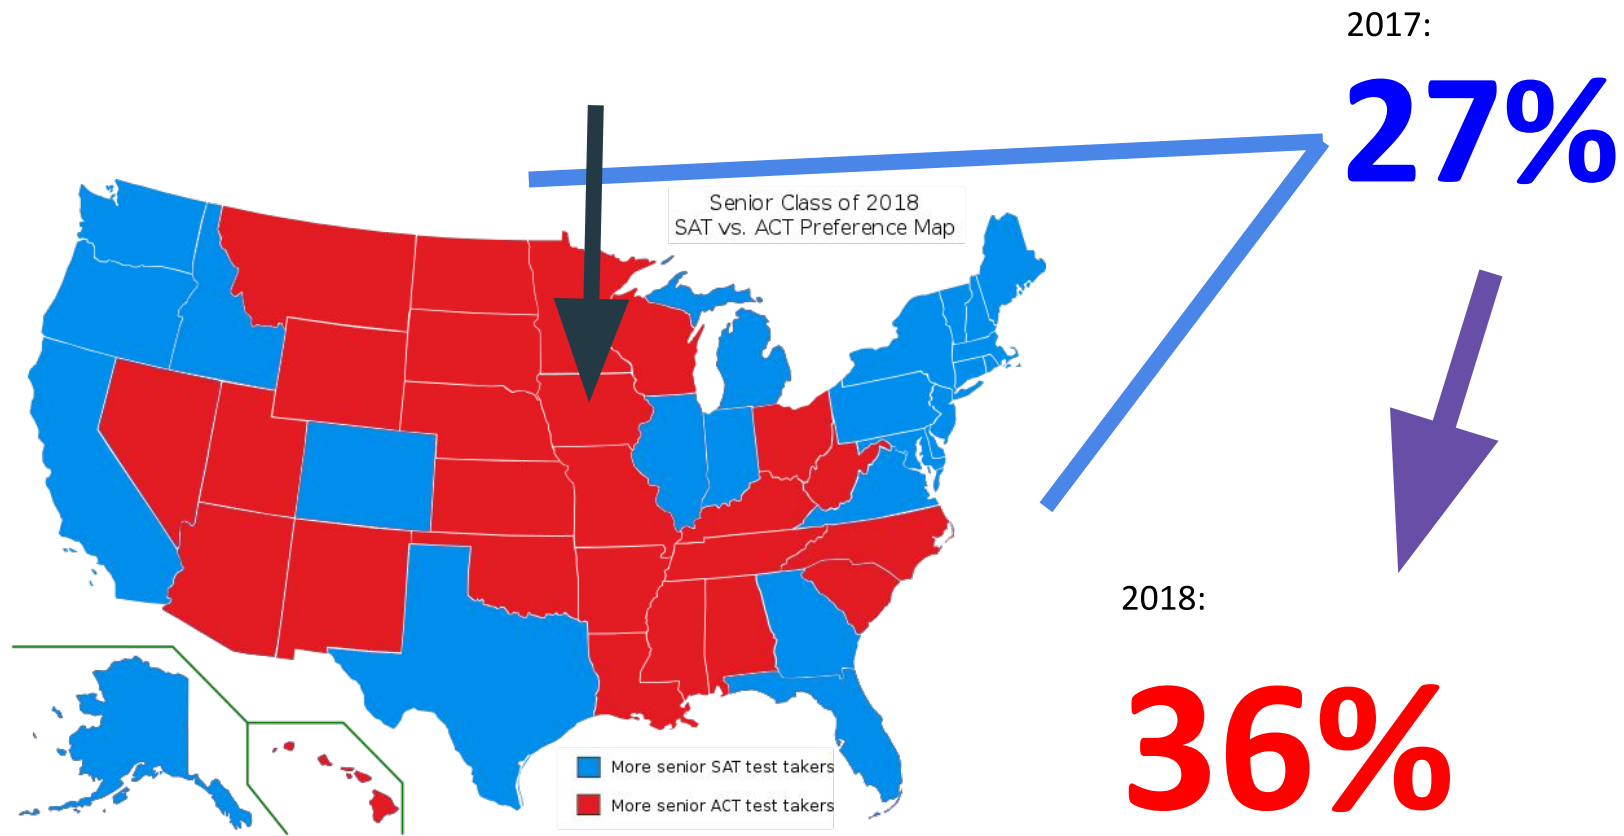 2017:
27%
Senior Class of 2018
SAT vs. ACT Preference Map
2018:
36%
More senior SAT test takers
More senior ACT test takers